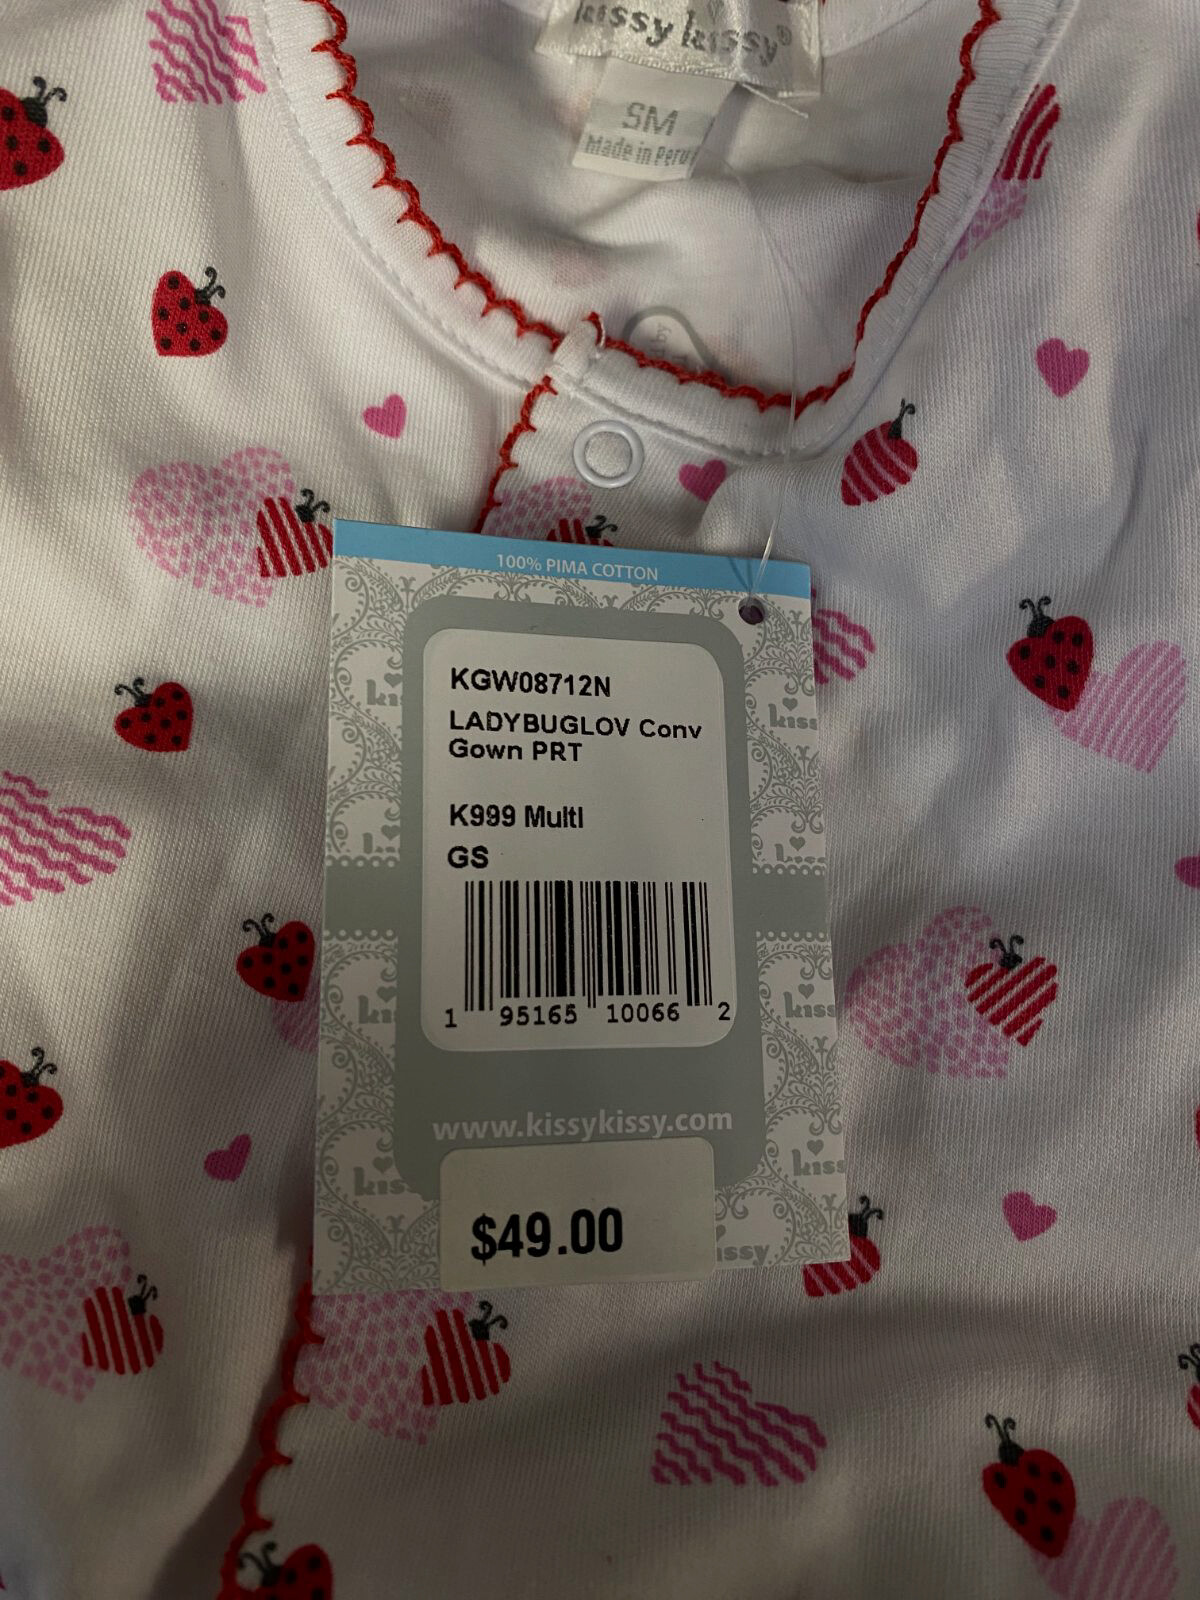 kissy kissy®
SM
Made in Peru
100% PIMA COTTON
KGW08712N
LADYBUGLOV Conv
Gown PRT
K999 Multi
GS
1 95165 10066 2
www.kissykissy.com
$49.00